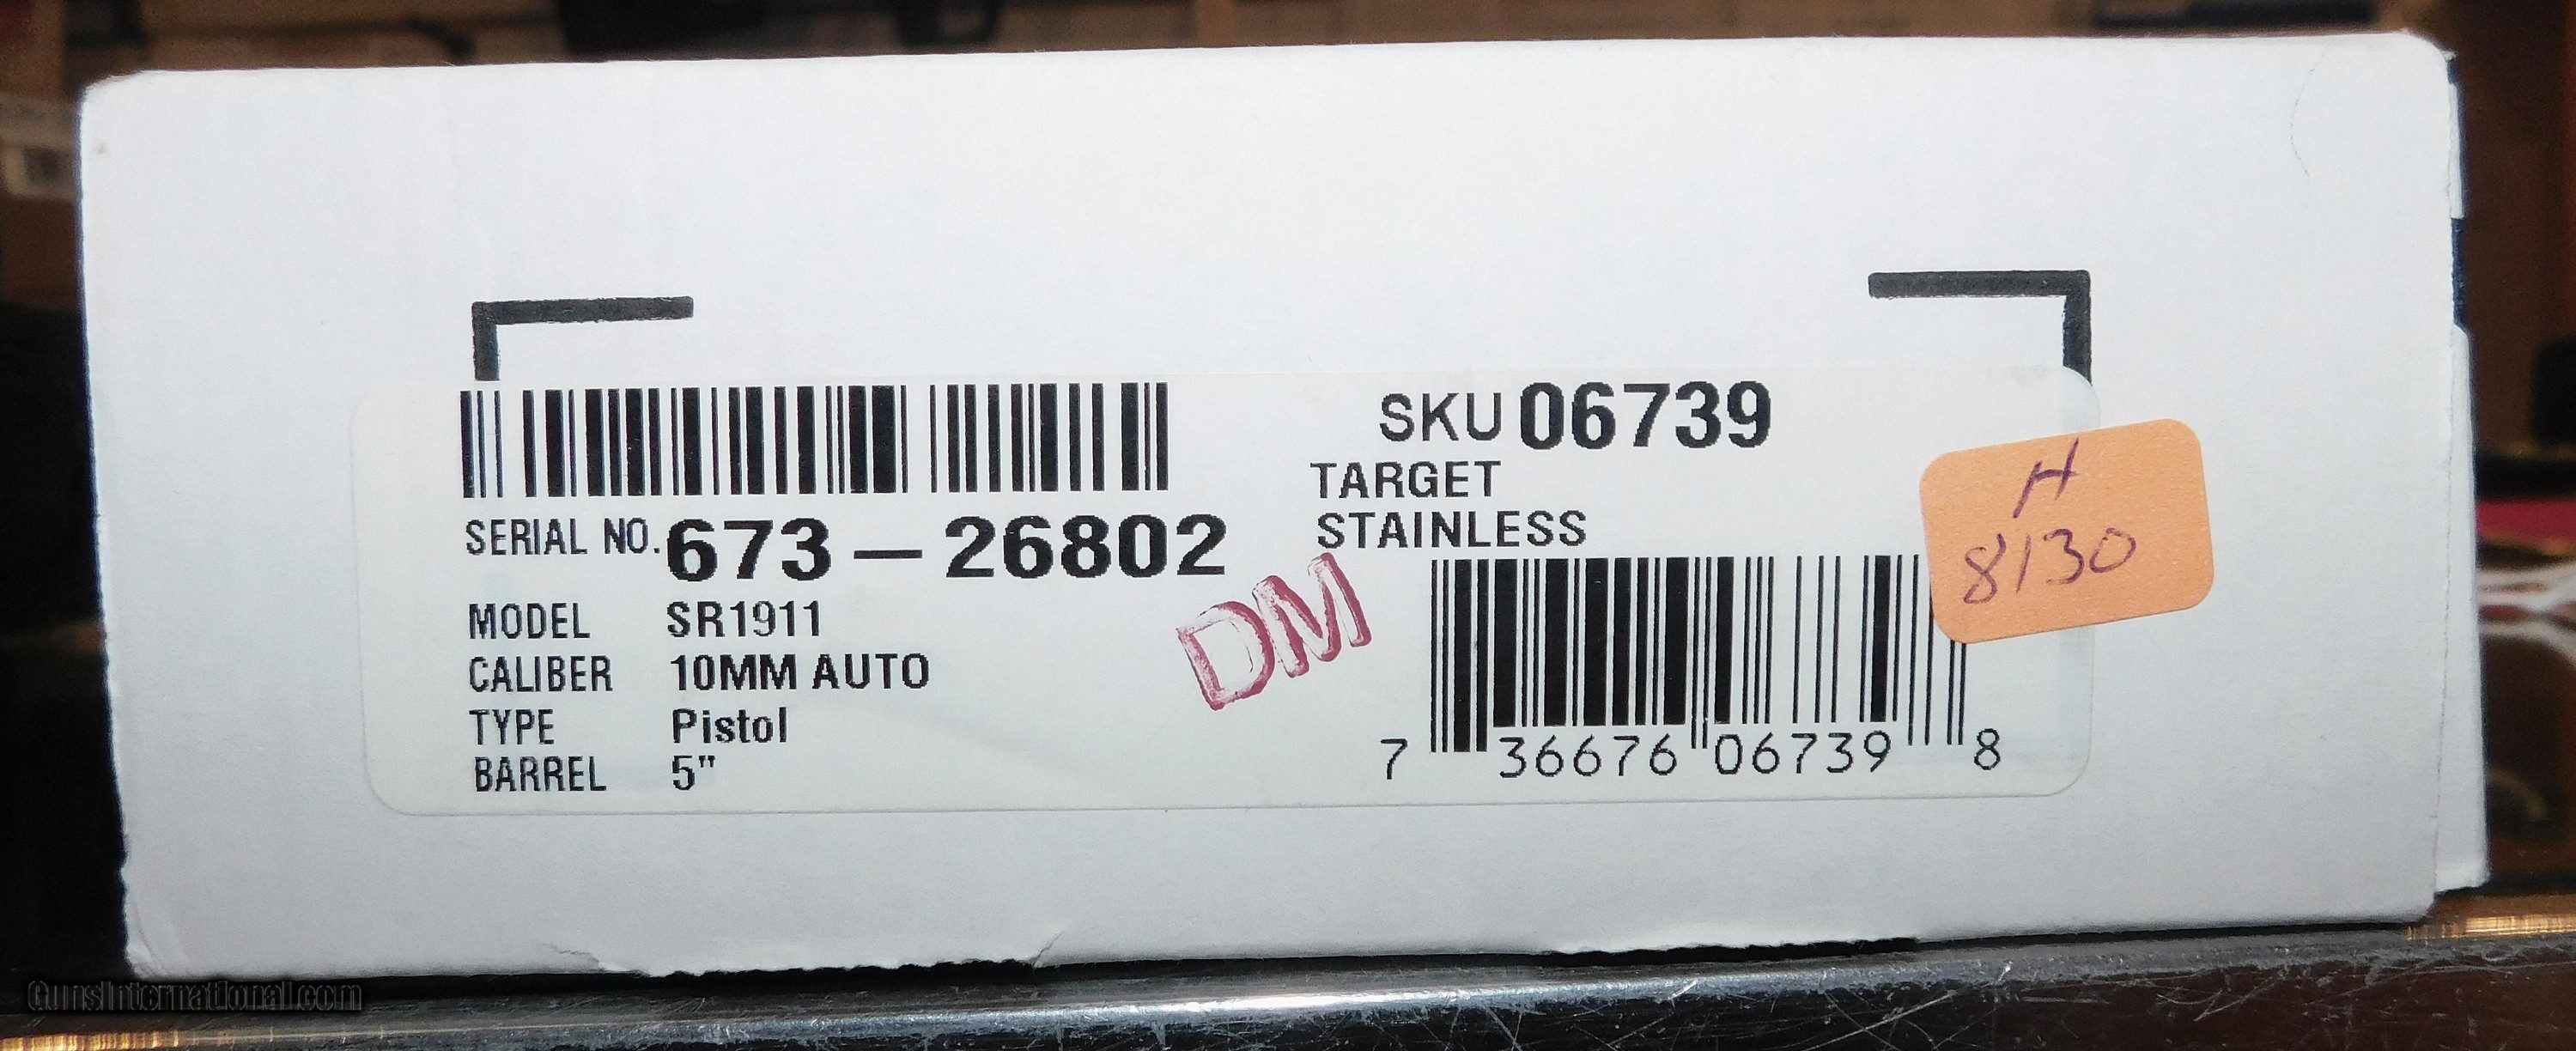 SKU 06739
TARGET
STAINLESS
SERIAL NO. 673-26802
MODEL SR1911
CALIBER 10MM AUTO
TYPE Pistol
BARREL 5"
DM
7 36676 06739 8
H
8130
GunsInternational.com